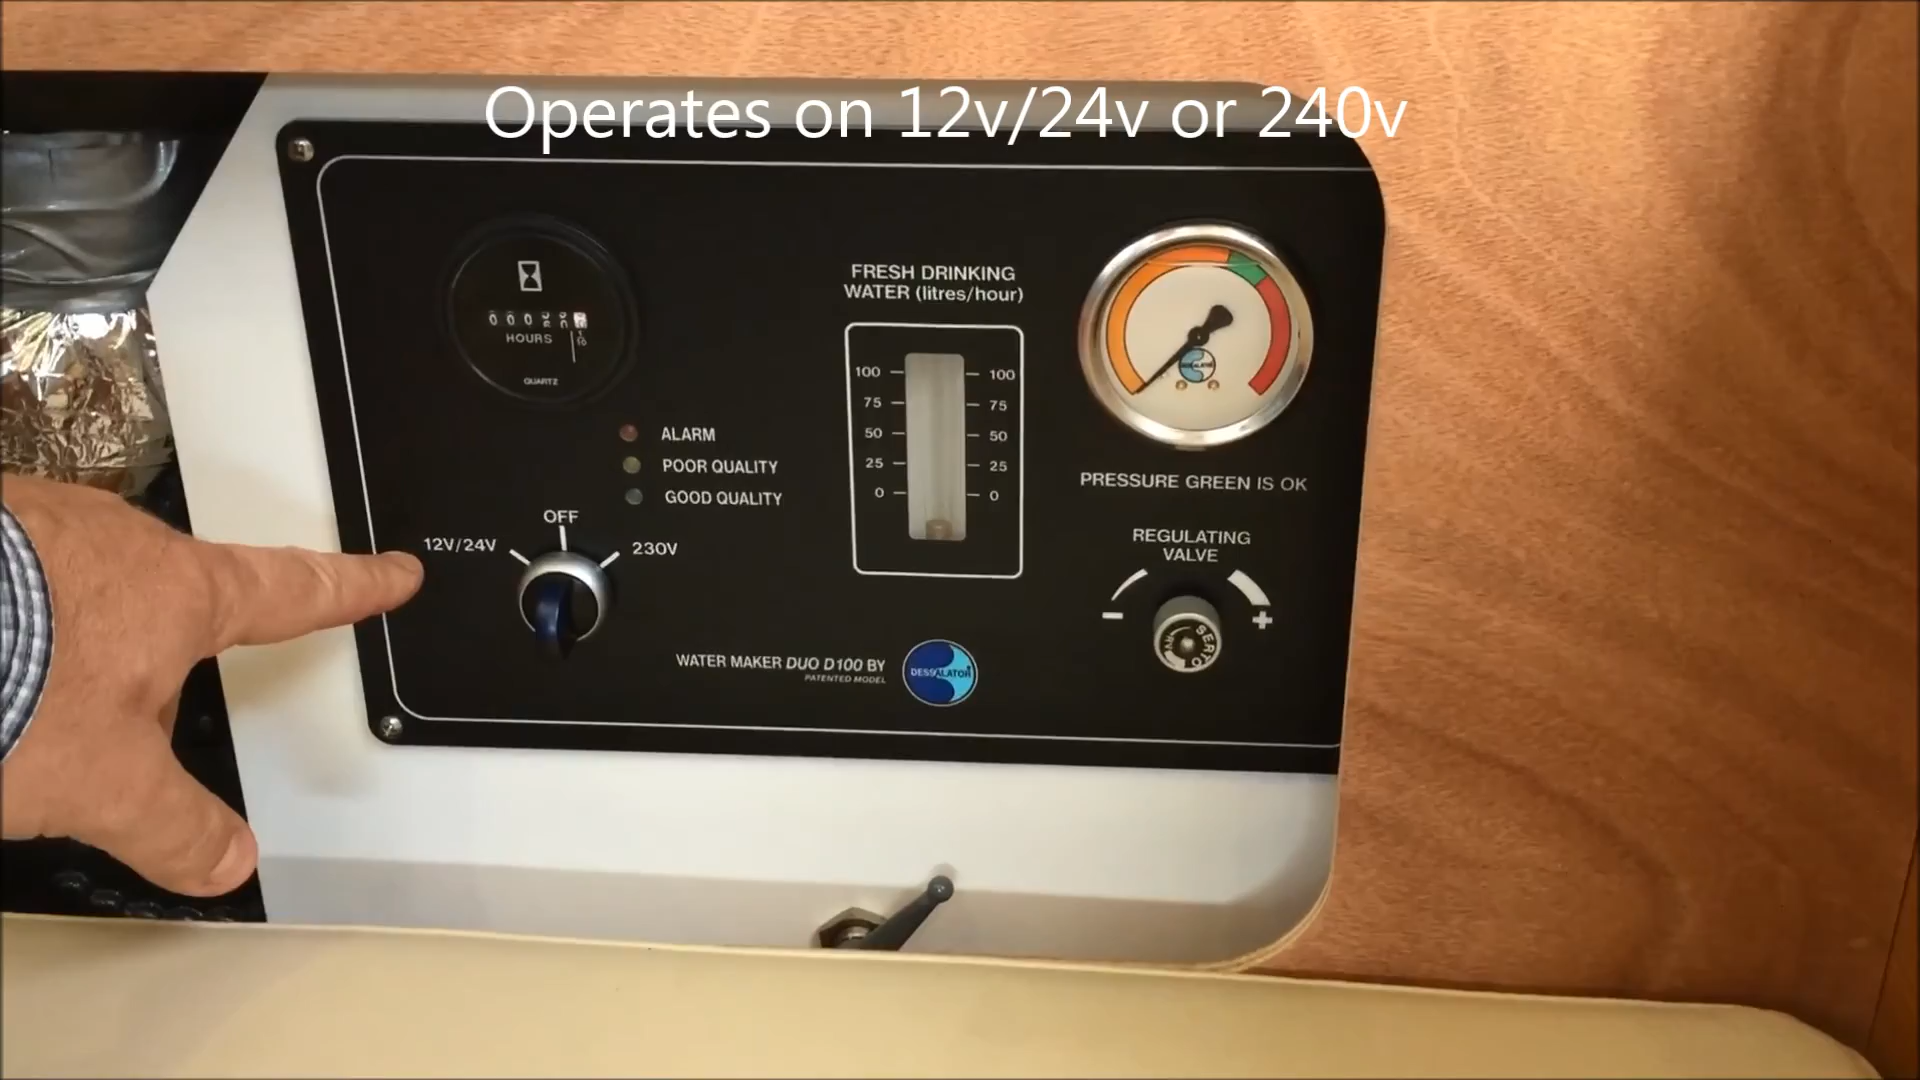 Operates on 12v/24v or 240v
HOURS
QUARTZ
FRESH DRINKING
WATER (litres/hour)
100 100
75 75
50 50
25 25
0 0
ALARM
POOR QUALITY
GOOD QUALITY
OFF
12V/24V
230V
PRESSURE GREEN IS OK
REGULATING
VALVE
- +
SERTO
RV
WATER MAKER DUO D100 BY
PATENTED MODEL
DESSALATOR